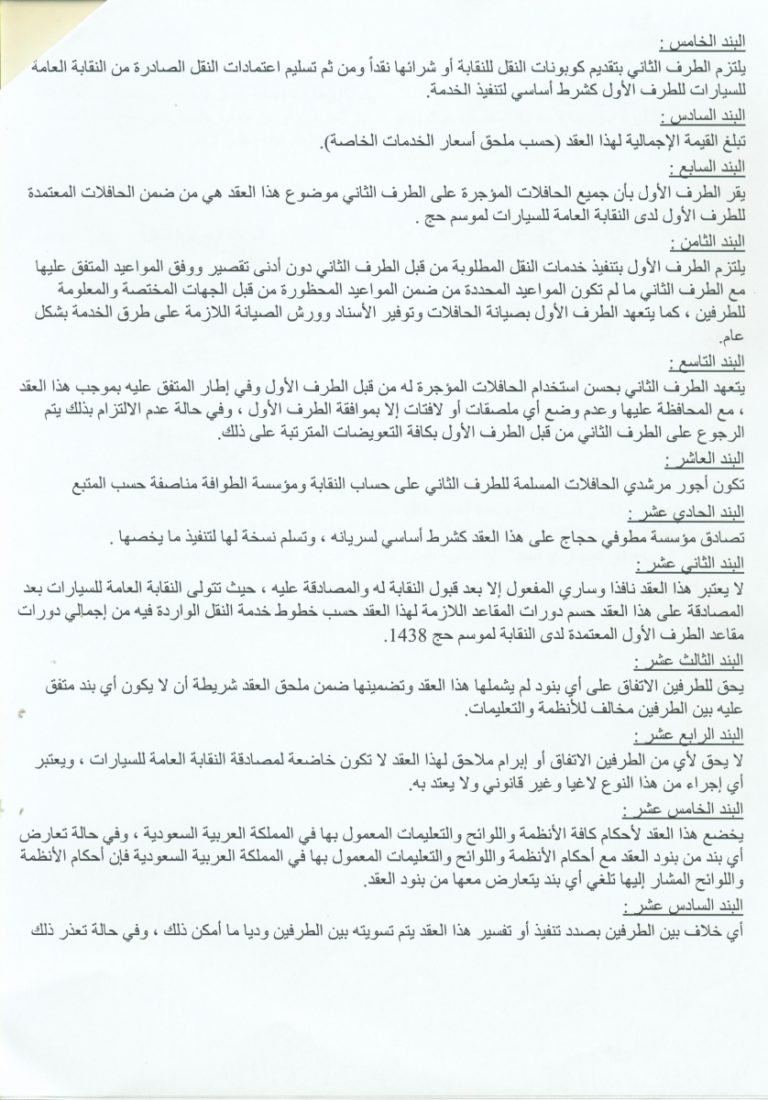 البند الخامس :
يلتزم الطرف الثاني بتقديم كوبونات النقل للنقابة أو شرائها نقداً ومن ثم تسليم اعتمادات النقل الصادرة من النقابة العامة
للسيارات للطرف الأول كشرط أساسي لتنفيذ الخدمة.
البند السادس :
تبلغ القيمة الإجمالية لهذا العقد (حسب ملحق أسعار الخدمات الخاصة).
البند السابع :
يقر الطرف الأول بأن جميع الحافلات المؤجرة على الطرف الثاني موضوع هذا العقد هي من ضمن الحافلات المعتمدة
للطرف الأول لدى النقابة العامة للسيارات لموسم حج .
البند الثامن :
يلتزم الطرف الأول بتنفيذ خدمات النقل المطلوبة من قبل الطرف الثاني دون أدنى تقصير ووفق المواعيد المتفق عليها
مع الطرف الثاني ما لم تكون المواعيد المحددة من ضمن المواعيد المحظورة من قبل الجهات المختصة والمعلومة
للطرفين ، كما يتعهد الطرف الأول بصيانة الحافلات وتوفير الأسناد وورش الصيانة اللازمة على طرق الخدمة بشكل
عام.
البند التاسع :
يتعهد الطرف الثاني بحسن استخدام الحافلات المؤجرة له من قبل الطرف الأول وفي إطار المتفق عليه بموجب هذا العقد
، مع المحافظة عليها وعدم وضع أي ملصقات أو لافتات إلا بموافقة الطرف الأول ، وفي حالة عدم الالتزام بذلك يتم
الرجوع على الطرف الثاني من قبل الطرف الأول بكافة التعويضات المترتبة على ذلك.
البند العاشر :
تكون أجور مرشدي الحافلات المسلمة للطرف الثاني على حساب النقابة ومؤسسة الطوافة مناصفة حسب المتبع
البند الحادي عشر :
تصادق مؤسسة مطوفي حجاج على هذا العقد كشرط أساسي لسريانه ، وتسلم نسخة لها لتنفيذ ما يخصها .
البند الثاني عشر :
لا يعتبر هذا العقد نافذا وساري المفعول إلا بعد قبول النقابة له والمصادقة عليه ، حيث تتولى النقابة العامة للسيارات بعد
المصادقة على هذا العقد حسم دورات المقاعد اللازمة لهذا العقد حسب خطوط خدمة النقل الواردة فيه من إجمالي دورات
مقاعد الطرف الأول المعتمدة لدى النقابة لموسم حج 1438.
البند الثالث عشر :
يحق للطرفين الاتفاق على أي بنود لم يشملها هذا العقد وتضمينها ضمن ملحق العقد شريطة أن لا يكون أي بند متفق
عليه بين الطرفين مخالف للأنظمة والتعليمات.
البند الرابع عشر :
لا يحق لأي من الطرفين الاتفاق أو إبرام ملاحق لهذا العقد لا تكون خاضعة لمصادقة النقابة العامة للسيارات ، ويعتبر
أي إجراء من هذا النوع لاغيا وغير قانوني ولا يعتد به.
البند الخامس عشر :
يخضع هذا العقد لأحكام كافة الأنظمة واللوائح والتعليمات المعمول بها في المملكة العربية السعودية ، وفي حالة تعارض
أي بند من بنود العقد مع أحكام الأنظمة واللوائح والتعليمات المعمول بها في المملكة العربية السعودية فإن أحكام الأنظمة
واللوائح المشار إليها تلغي أي بند يتعارض معها من بنود العقد.
البند السادس عشر :
أي خلاف بين الطرفين بصدد تنفيذ أو تفسير هذا العقد يتم تسويته بين الطرفين وديا ما أمكن ذلك ، وفي حالة تعذر ذلك